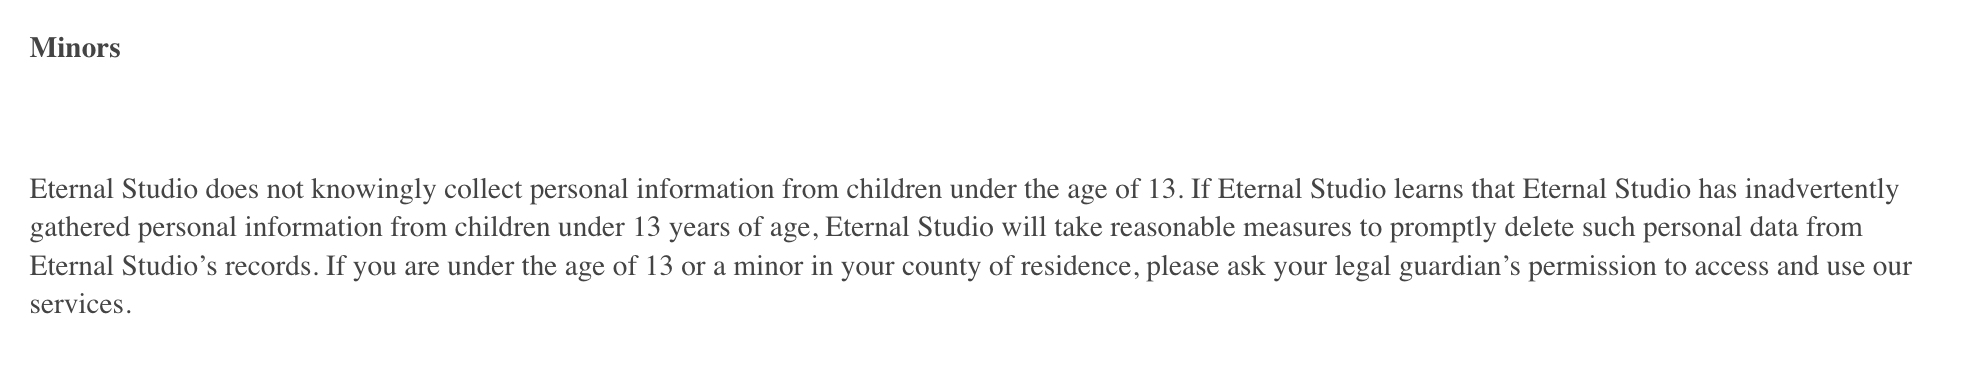 Minors
Eternal Studio does not knowingly collect personal information from children under the age of 13. If Eternal Studio learns that Eternal Studio has inadvertently
gathered personal information from children under 13 years of age, Eternal Studio will take reasonable measures to promptly delete such personal data from
Eternal Studio’s records. If you are under the age of 13 or a minor in your county of residence, please ask your legal guardian’s permission to access and use our
services.